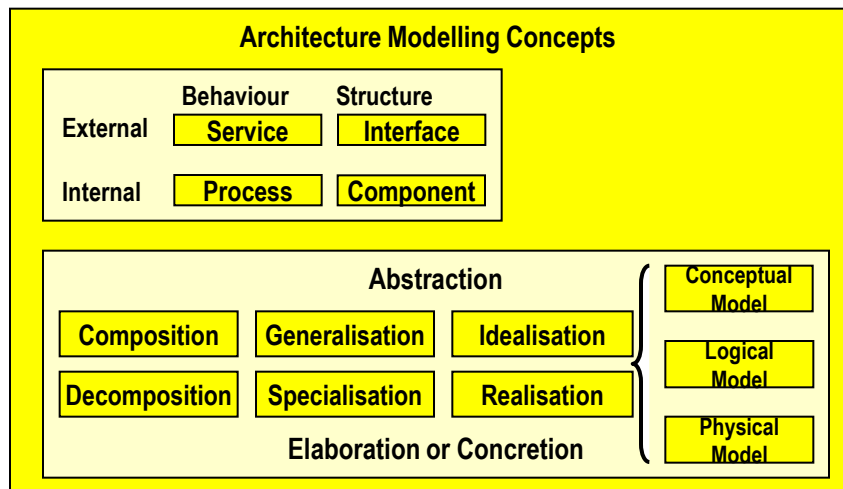 Architecture Modelling Concepts
Behaviour Structure
External Service Interface
Internal Process Component
Abstraction
Composition Generalisation Idealisation
Decomposition Specialisation Realisation
Elaboration or Concretion
Conceptual
Model
Logical
Model
Physical
Model